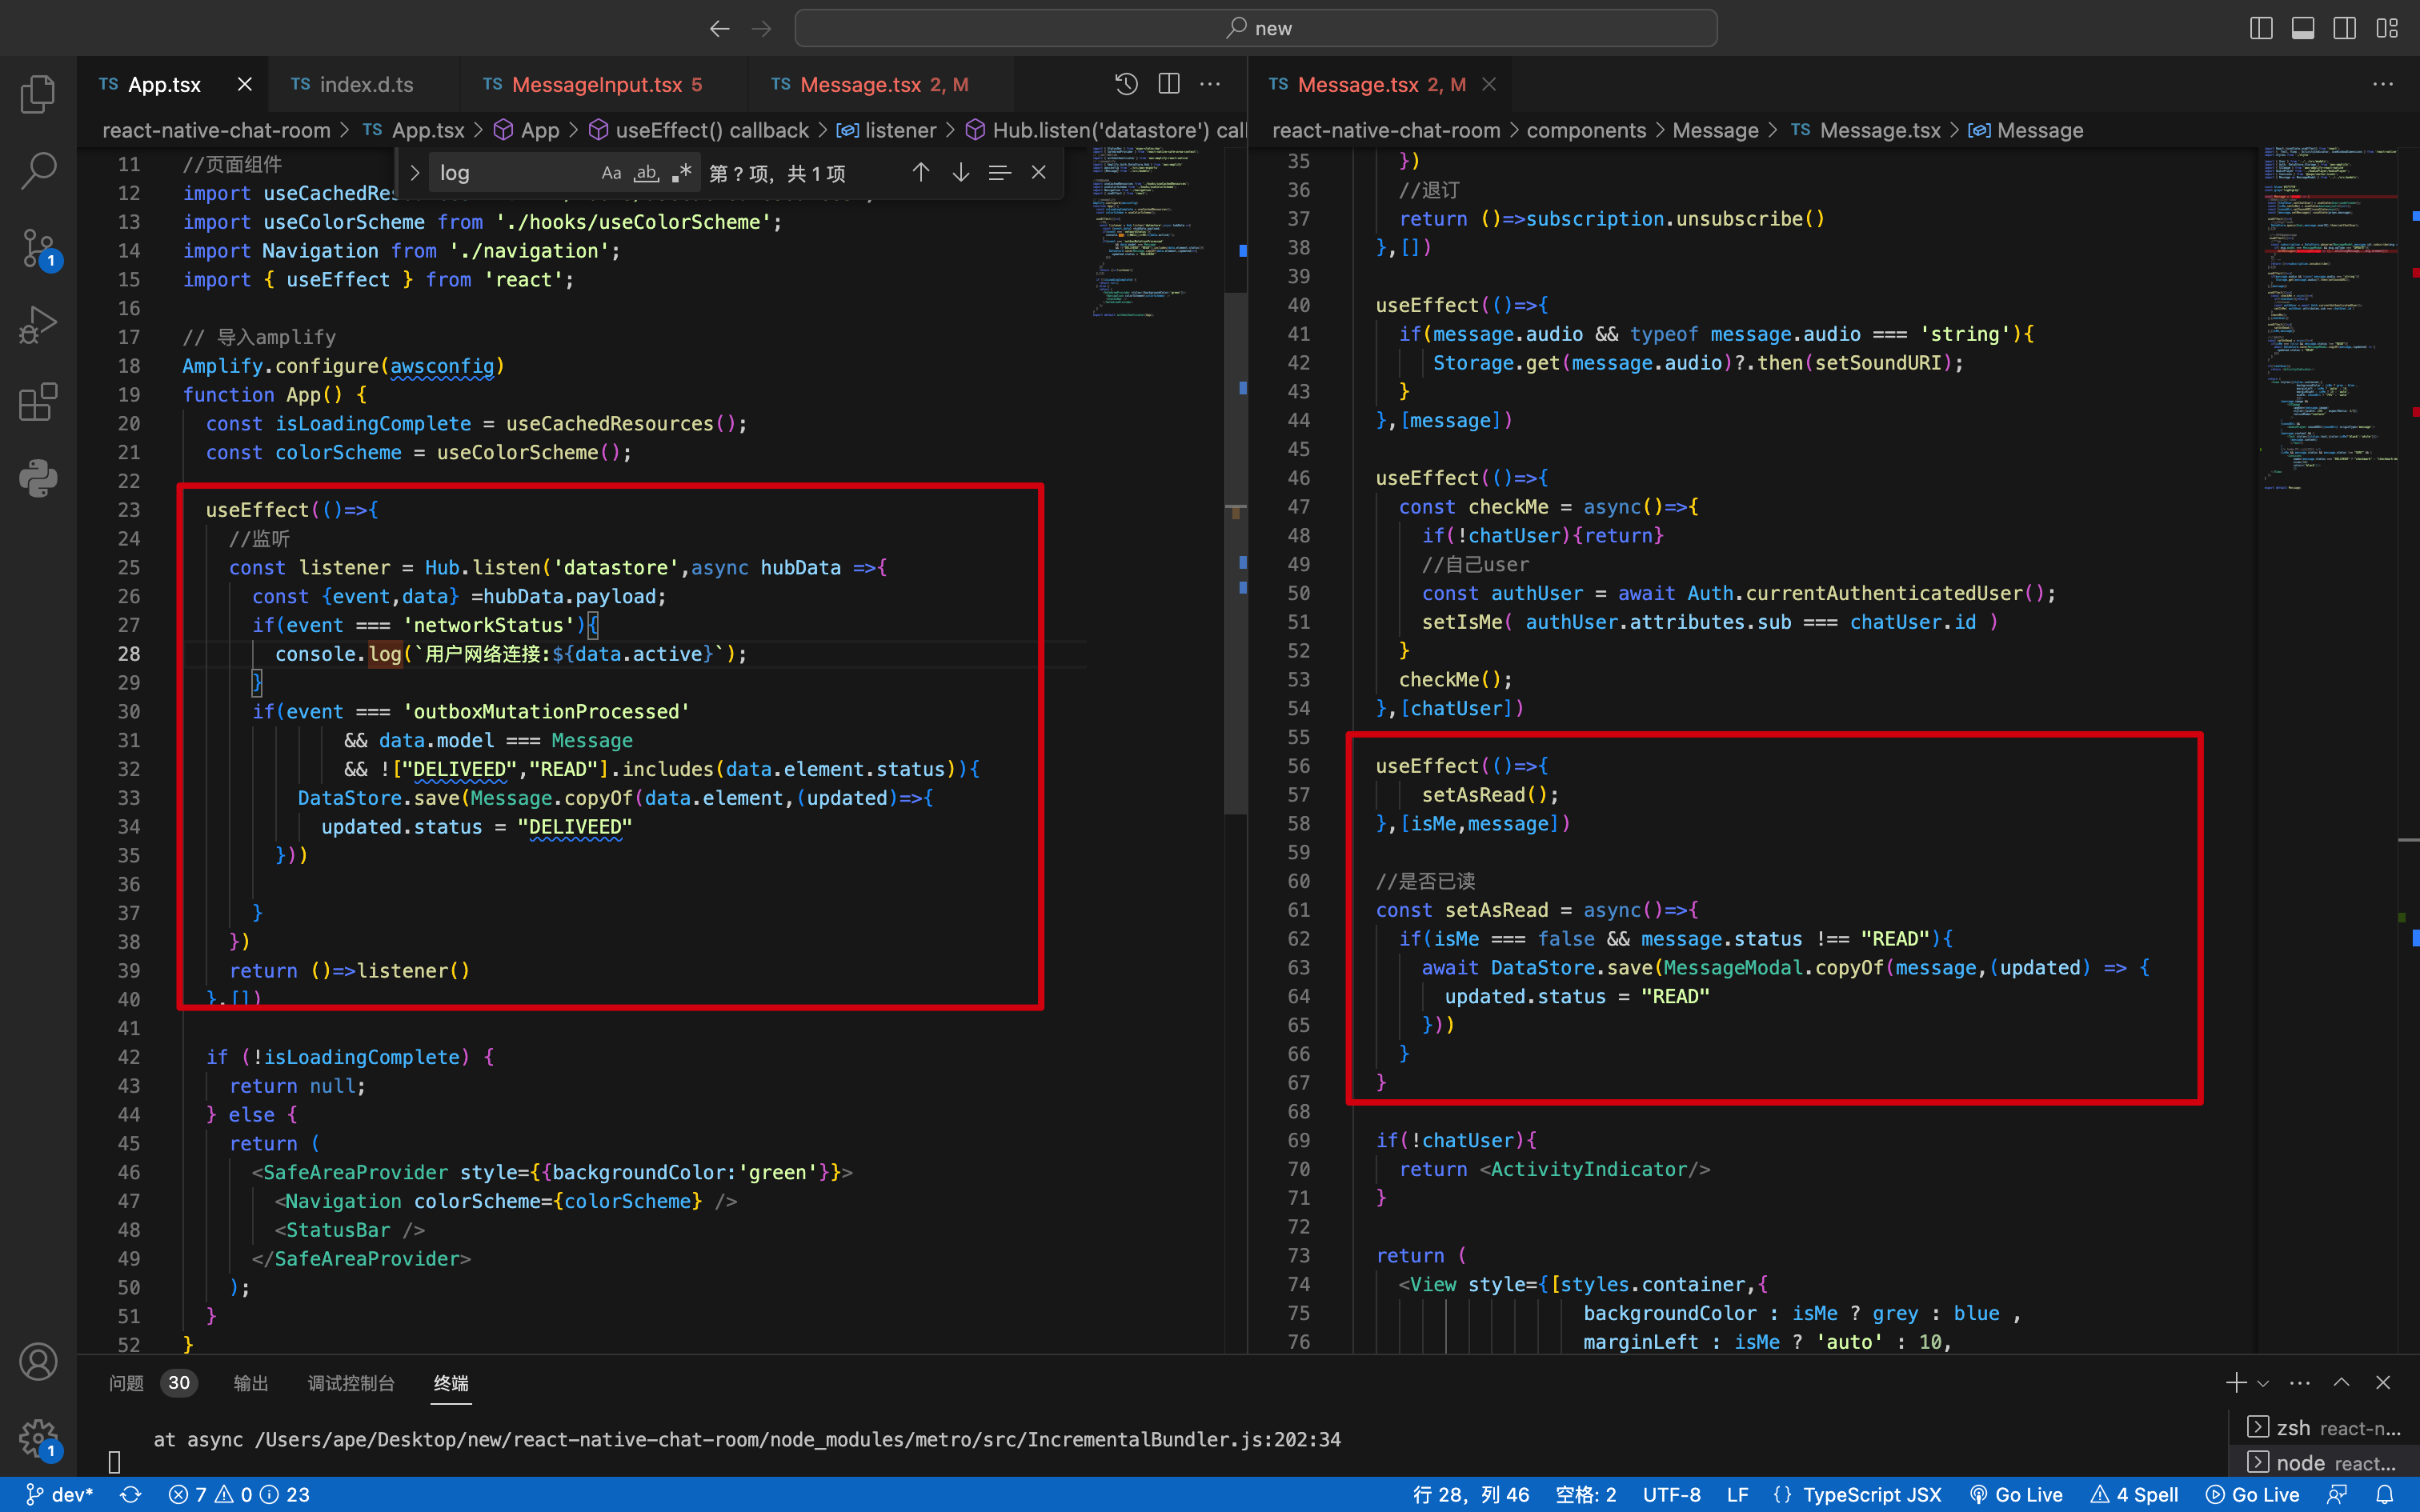 new
TS App.tsx
TS index.d.ts
TS MessageInput.tsx 5
TS Message.tsx 2, M
react-native-chat-room > TS App.tsx > App > useEffect() callback > listener > Hub.listen('datastore') call
log
Aa ab 第 ? 项，共 1 项
11 //页面组件
12 import useCachedRes
13 import useColorScheme from './hooks/useColorScheme';
14 import Navigation from './navigation';
15 import { useEffect } from 'react';
16
17 // 导入amplify
18 Amplify.configure(awsconfig)
19 function App() {
20 const isLoadingComplete = useCachedResources();
21 const colorScheme = useColorScheme();
22
23 useEffect(()=>{
24 //监听
25 const listener = Hub.listen('datastore',async hubData =>{
26 const {event,data} =hubData.payload;
27 if(event === 'networkStatus'){
28 console.log(`用户网络连接:${data.active}`);
29 }
30 if(event === 'outboxMutationProcessed'
31 && data.model === Message
32 && !["DELIVEED","READ"].includes(data.element.status)){
33 DataStore.save(Message.copyOf(data.element,(updated)=>{
34 updated.status = "DELIVEED"
35 }))
36
37 }
38 })
39 return ()=>listener()
40 },[])
41
42 if (!isLoadingComplete) {
43 return null;
44 } else {
45 return (
46 <SafeAreaProvider style={{backgroundColor:'green'}}>
47 <Navigation colorScheme={colorScheme} />
48 <StatusBar />
49 </SafeAreaProvider>
50 );
51 }
52 }
TS Message.tsx 2, M
react-native-chat-room > components > Message > TS Message.tsx > Message
35 })
36 //退订
37 return ()=>subscription.unsubscribe()
38 },[])
39
40 useEffect(()=>{
41 if(message.audio && typeof message.audio === 'string'){
42 Storage.get(message.audio)?.then(setSoundURI);
43 }
44 },[message])
45
46 useEffect(()=>{
47 const checkMe = async()=>{
48 if(!chatUser){return}
49 //自己user
50 const authUser = await Auth.currentAuthenticatedUser();
51 setIsMe( authUser.attributes.sub === chatUser.id )
52 }
53 checkMe();
54 },[chatUser])
55
56 useEffect(()=>{
57 setAsRead();
58 },[isMe,message])
59
60 //是否已读
61 const setAsRead = async()=>{
62 if(isMe === false && message.status !== "READ"){
63 await DataStore.save(MessageModal.copyOf(message,(updated) => {
64 updated.status = "READ"
65 }))
66 }
67 }
68
69 if(!chatUser){
70 return <ActivityIndicator/>
71 }
72
73 return (
74 <View style={[styles.container,{
75 backgroundColor : isMe ? grey : blue ,
76 marginLeft : isMe ? 'auto' : 10,
问题 30 输出 调试控制台 终端
at async /Users/ape/Desktop/new/react-native-chat-room/node_modules/metro/src/IncrementalBundler.js:202:34
zsh react-n...
node react...
1
1
dev* 7 0 23
行 28，列 46 空格: 2 UTF-8 LF {} TypeScript JSX Go Live 4 Spell Go Live